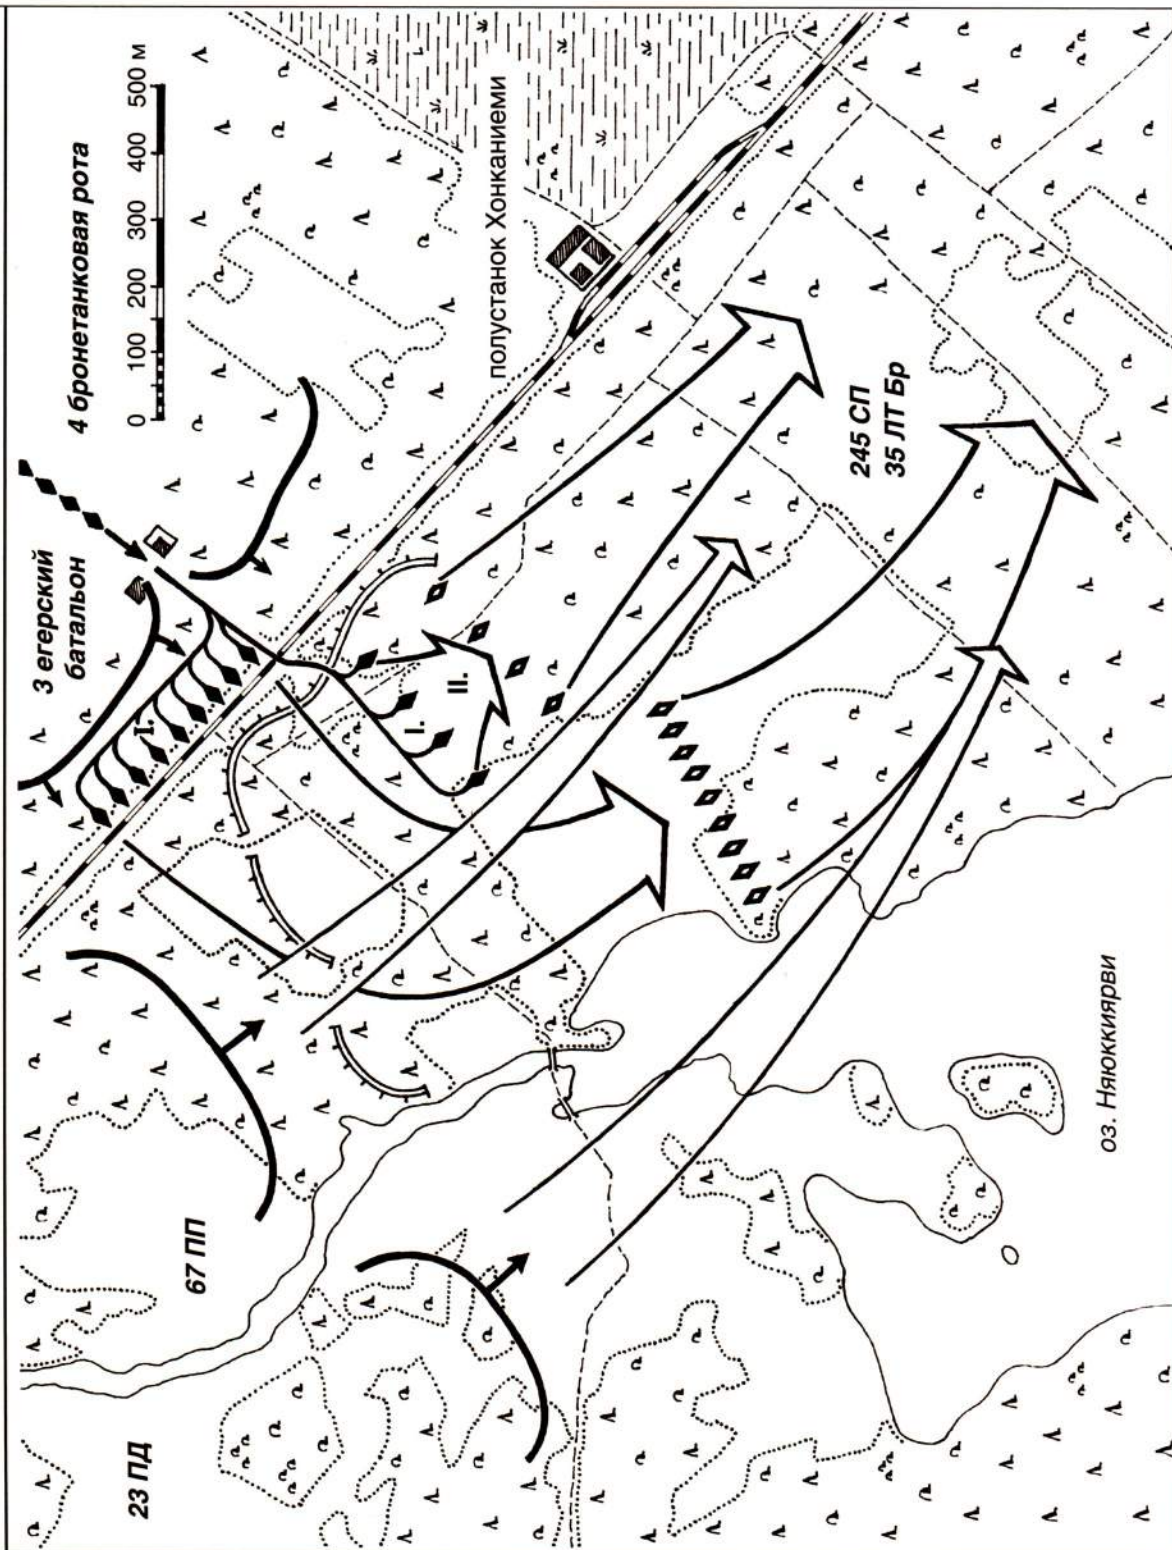 23 ПД
67 ПП
3 егерский
батальон
4 бронетанковая рота
0 100 200 300 400 500 м
I.
I.
II.
полустанок Хонканиеми
245 СП
35 ЛТ Бр
оз. Няюккиярви